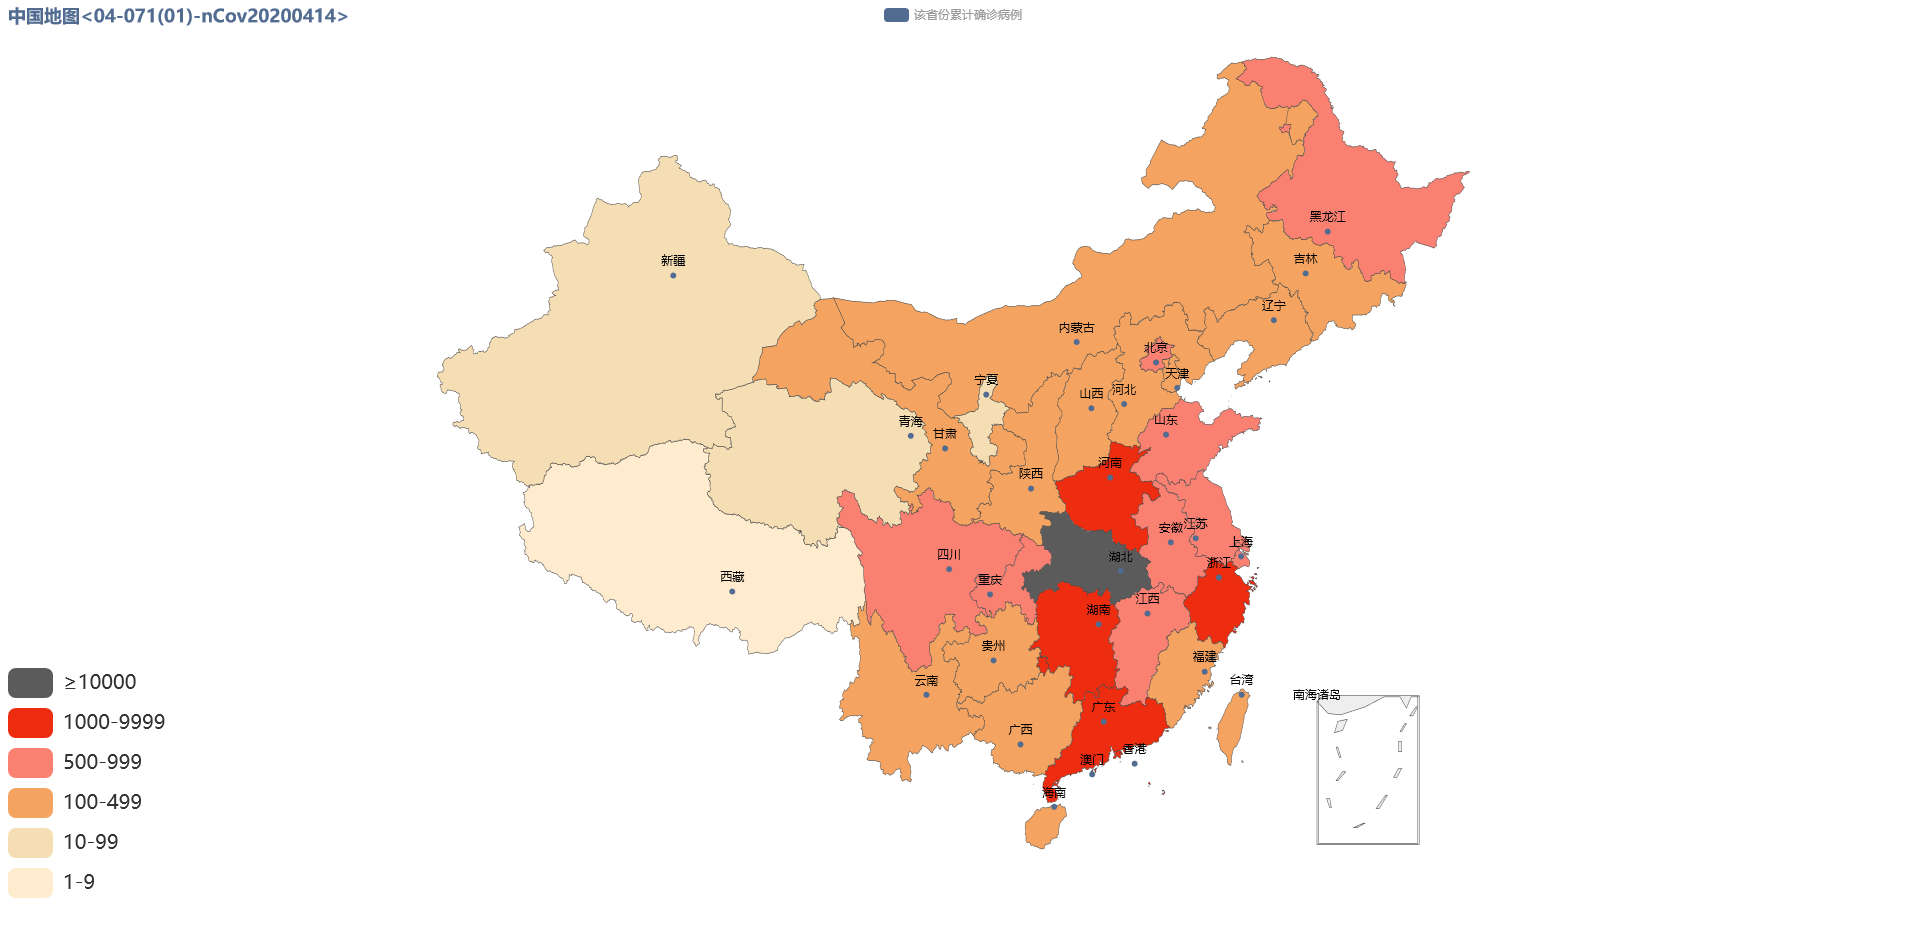 中国地图<04-071(01)-nCov20200414>
该省份累计确诊病例
黑龙江
新疆
吉林
辽宁
内蒙古
北京
天津
宁夏
山西
河北
青海
甘肃
山东
河南
陕西
安徽
江苏
上海
四川
湖北
浙江
西藏
重庆
江西
湖南
贵州
福建
云南
台湾
南海诸岛
广东
广西
澳门
香港
海南
≥10000
1000-9999
500-999
100-499
10-99
1-9